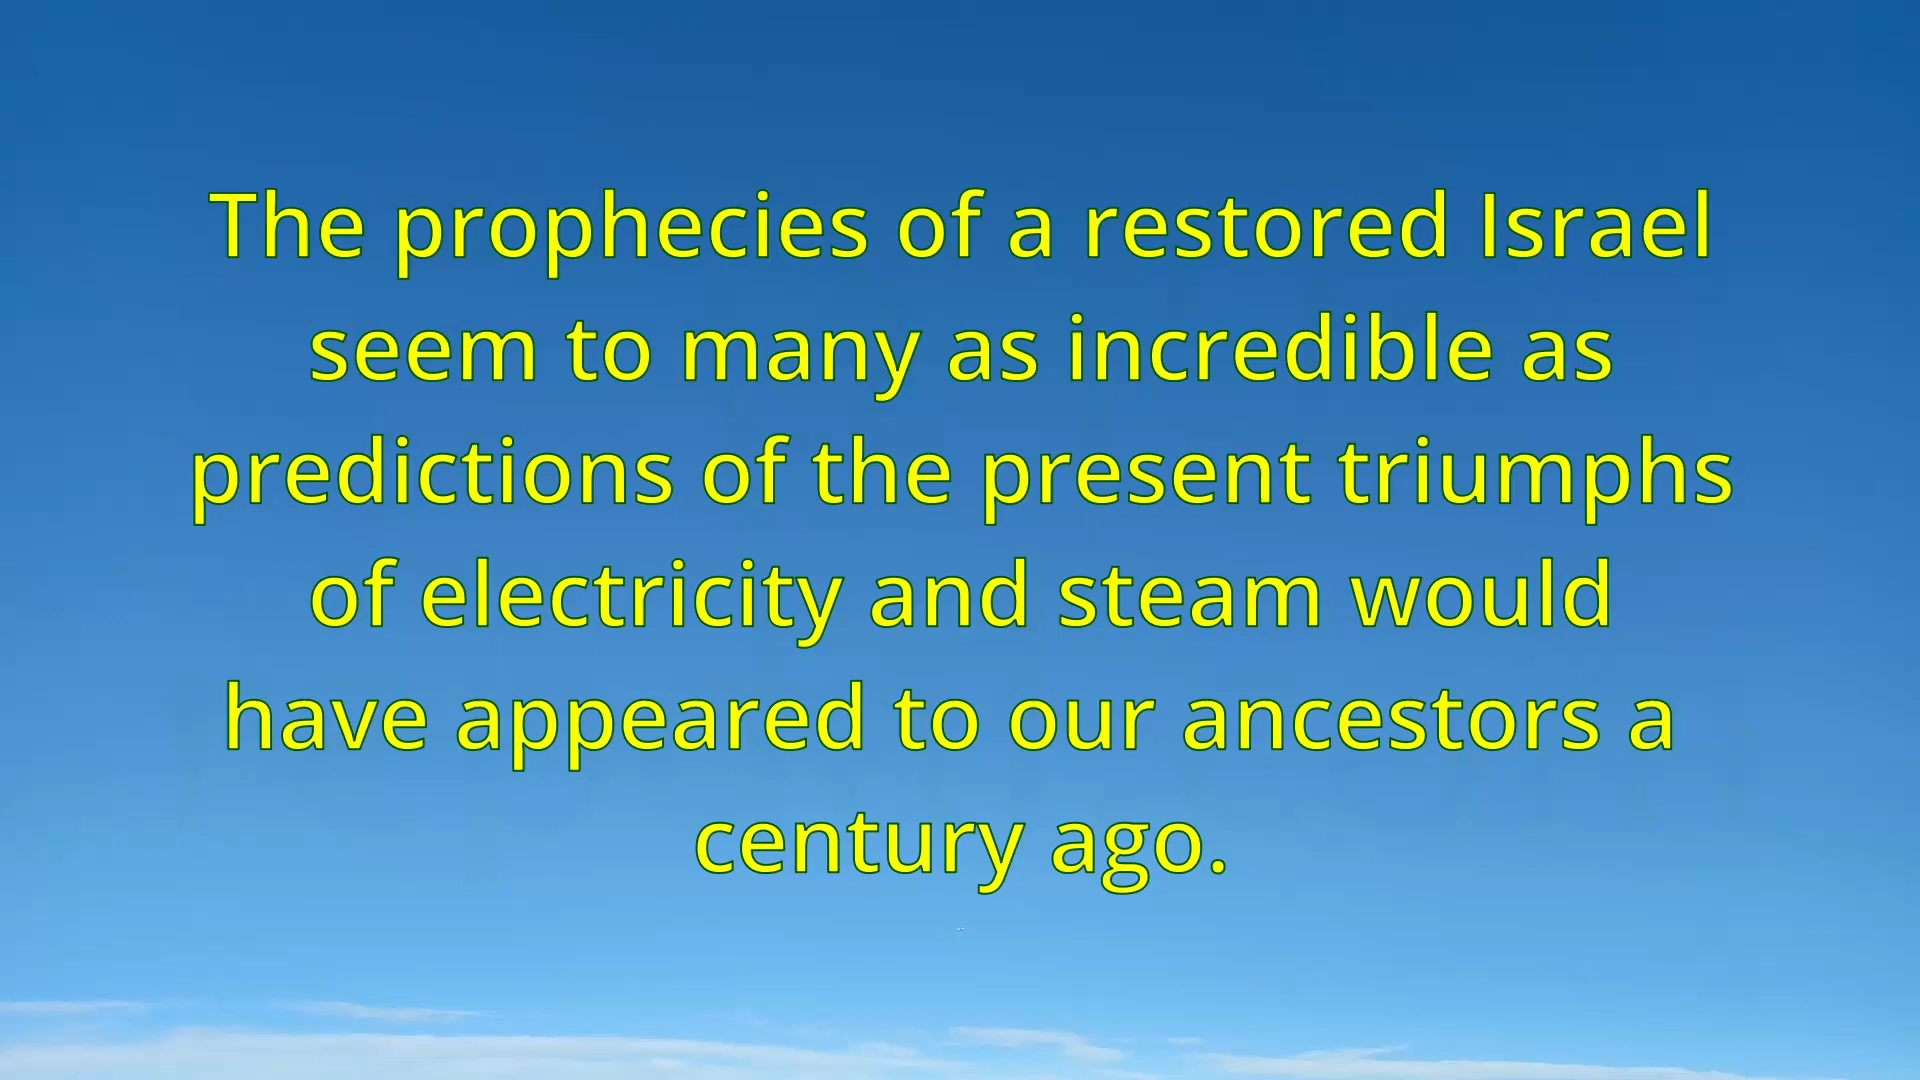 The prophecies of a restored Israel
seem to many as incredible as
predictions of the present triumphs
of electricity and steam would
have appeared to our ancestors a
century ago.